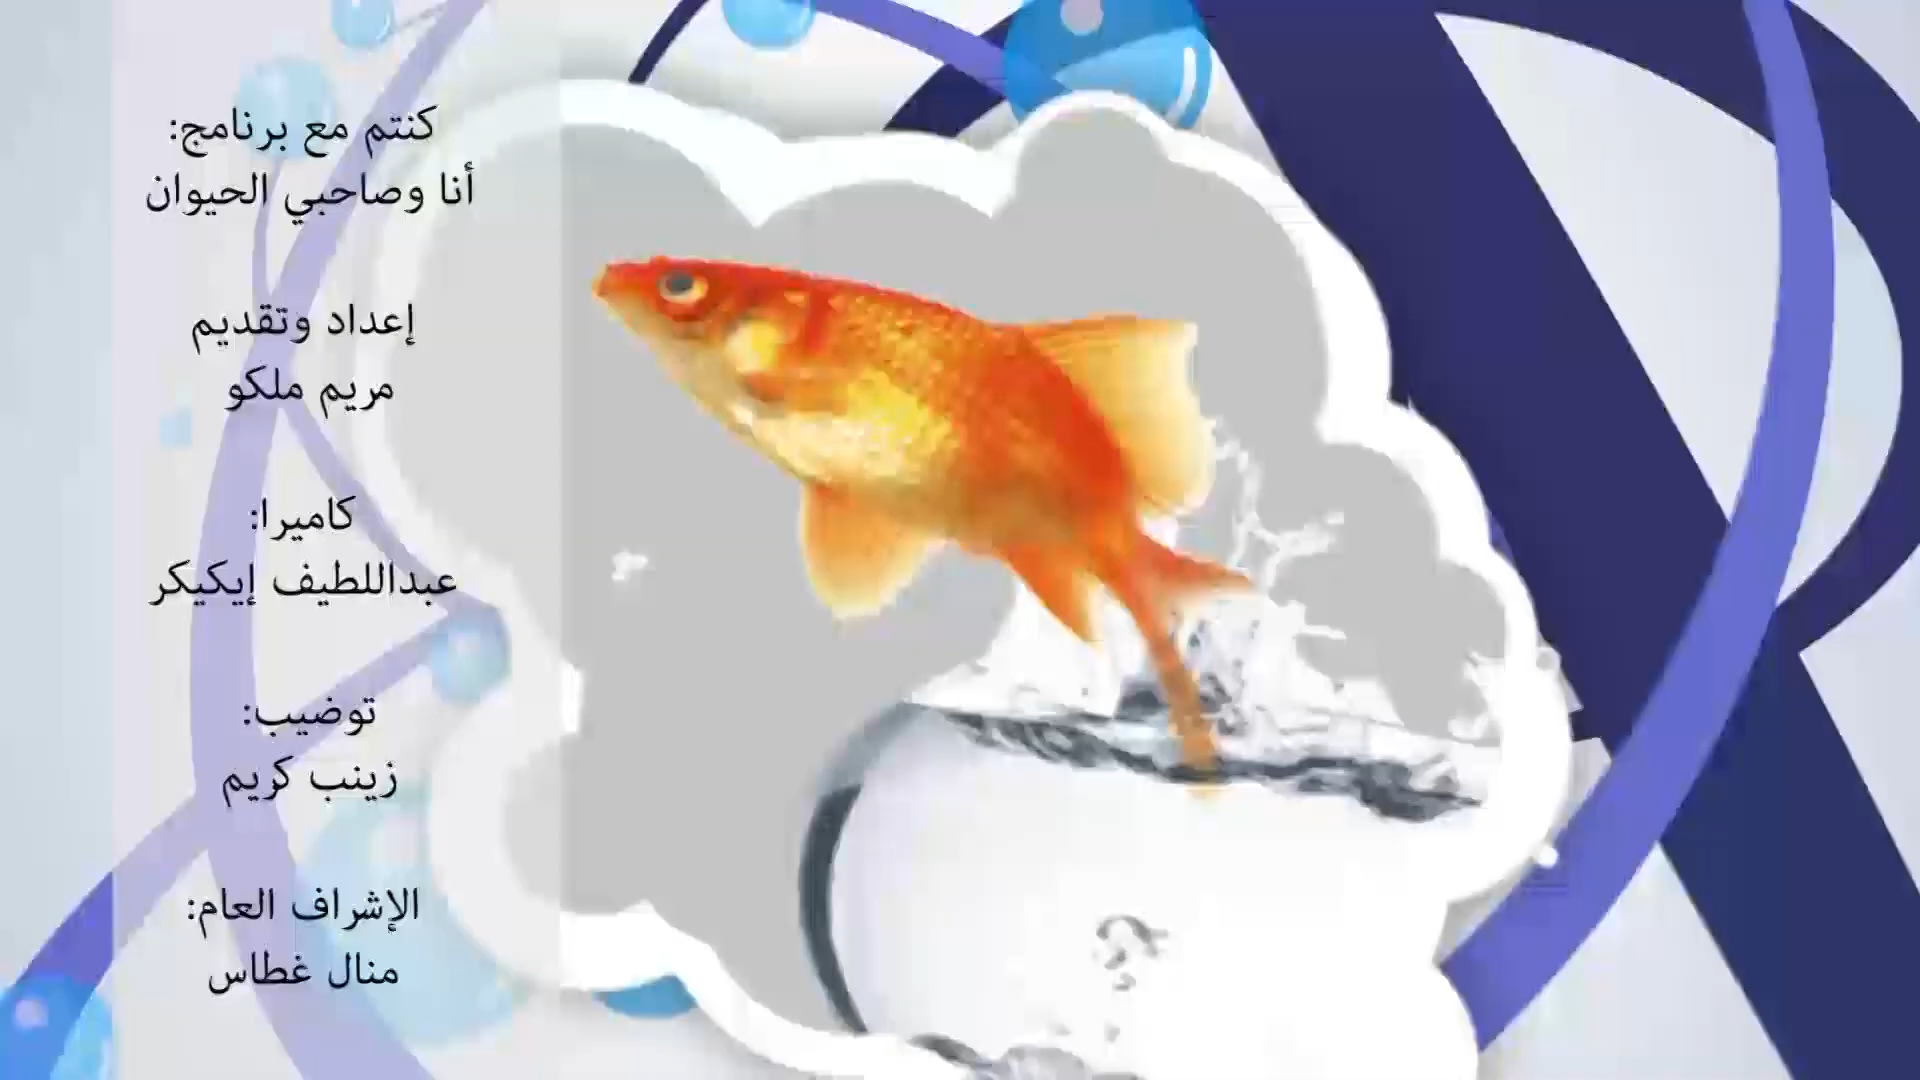 كنتم مع برنامج:
أنا وصاحبي الحيوان
إعداد وتقديم
مريم ملكو
كاميرا:
عبداللطيف إيكيكر
توضيب:
زينب كريم
الإشراف العام:
منال غطاس